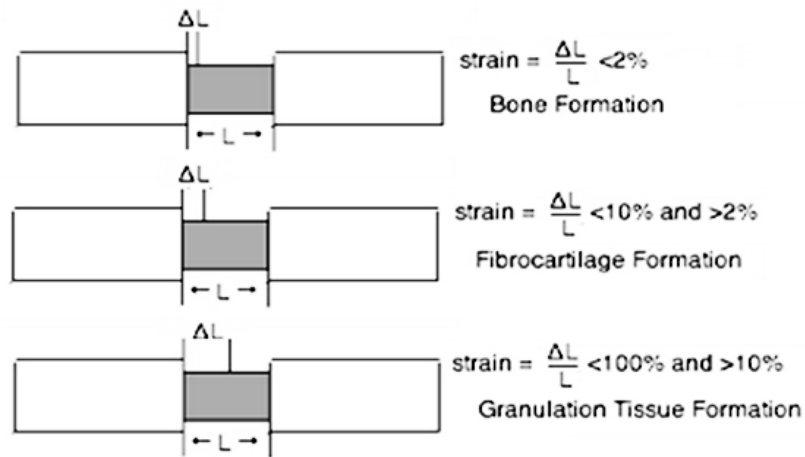 ΔL
strain = ΔL/L <2%
Bone Formation
L
ΔL
strain = ΔL/L <10% and >2%
Fibrocartilage Formation
L
ΔL
strain = ΔL/L <100% and >10%
Granulation Tissue Formation
L